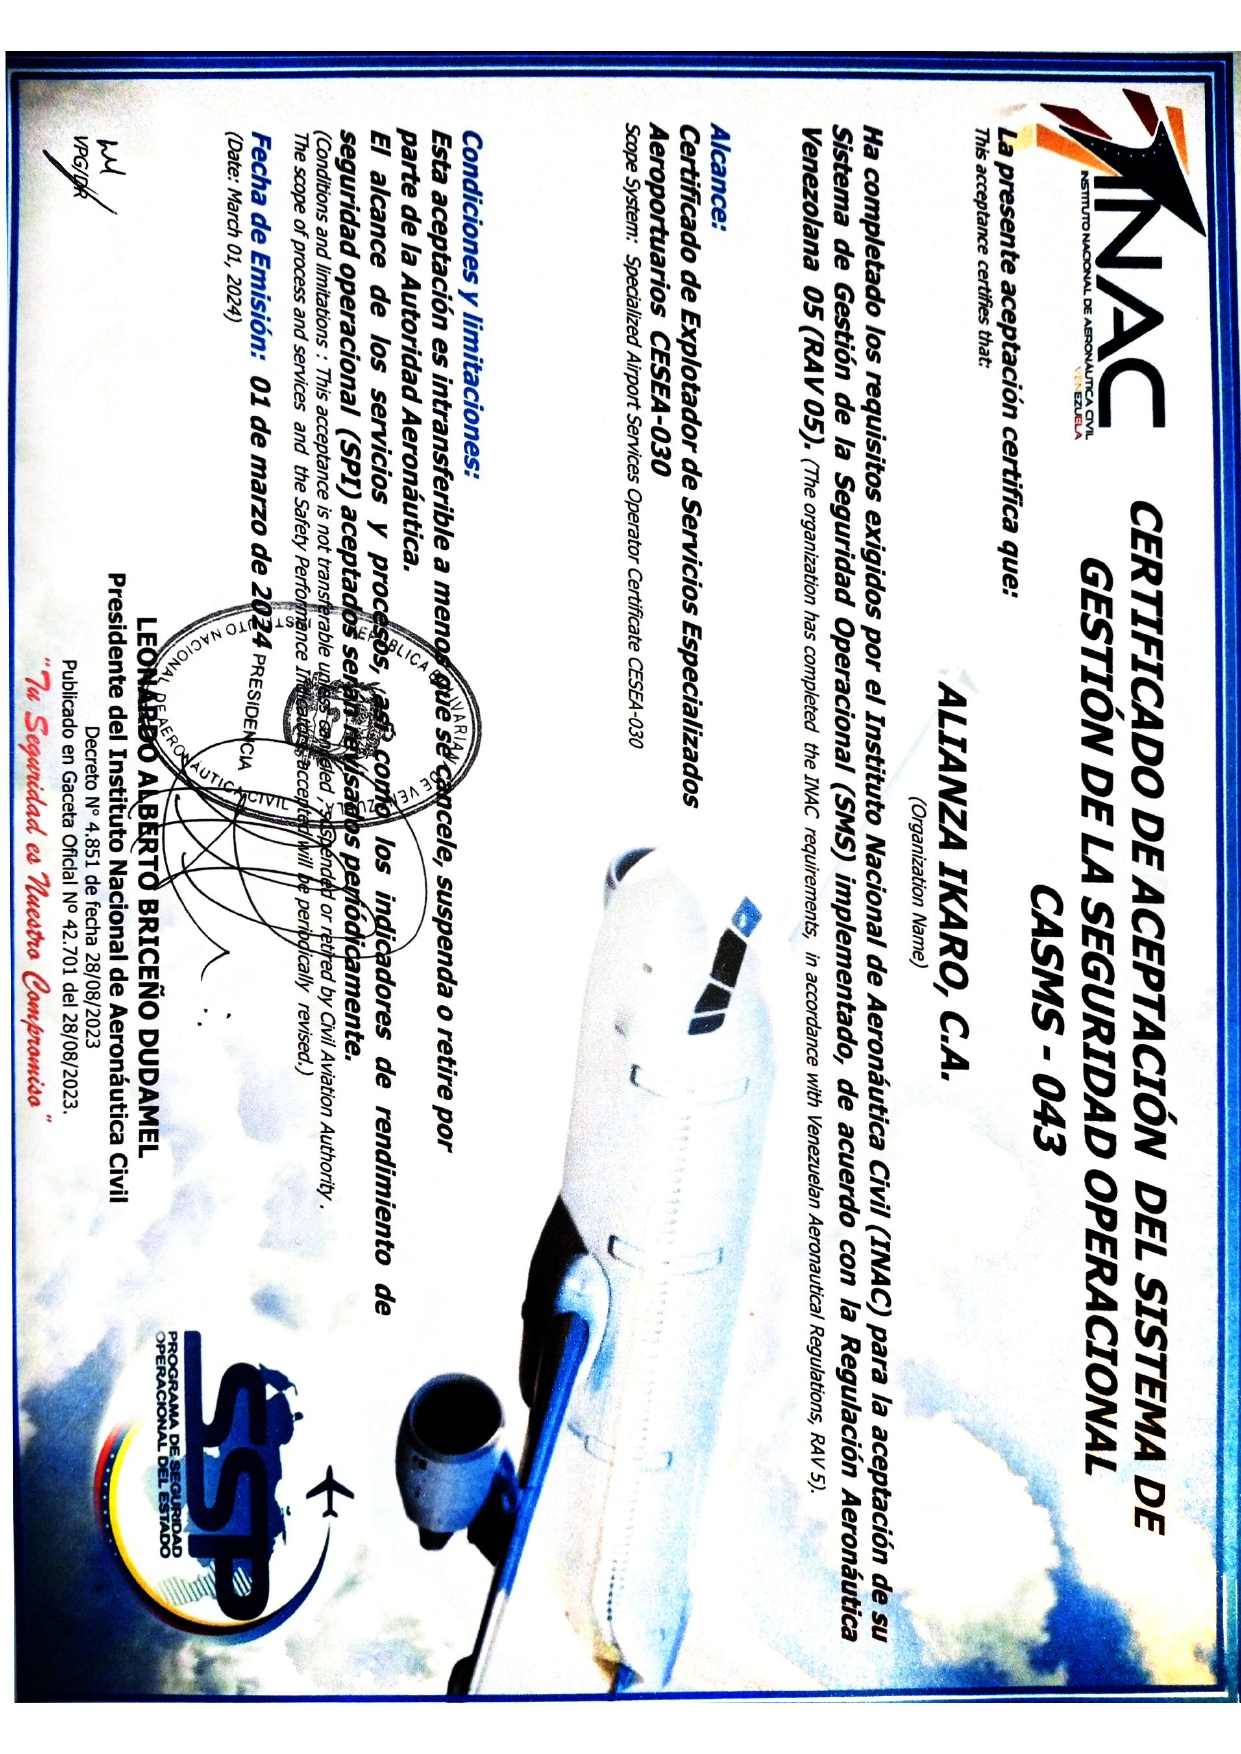 INAC
INSTITUTO NACIONAL DE AERONÁUTICA CIVIL
VENEZUELA
CERTIFICADO DE ACEPTACIÓN DEL SISTEMA DE
GESTIÓN DE LA SEGURIDAD OPERACIONAL
CASMS - 043
La presente aceptación certifica que:
This acceptance certifies that:
ALIANZA IKARO, C.A.
(Organization Name)
Ha completado los requisitos exigidos por el Instituto Nacional de Aeronáutica Civil (INAC) para la aceptación de su
Sistema de Gestión de la Seguridad Operacional (SMS) implementado, de acuerdo con la Regulación Aeronáutica
Venezolana 05 (RAV 05). (The organization has completed the INAC requirements, in accordance with Venezuelan Aeronautical Regulations, RAV 5).
Alcance:
Certificado de Explotador de Servicios Especializados
Aeroportuarios CESEA-030
Scope System: Specialized Airport Services Operator Certificate CESEA-030
Condiciones y limitaciones:
Esta aceptación es intransferible a menos que se cancele, suspenda o retire por
parte de la Autoridad Aeronáutica.
El alcance de los servicios y procesos, así como los indicadores de rendimiento de
seguridad operacional (SPI) aceptados serán revisados periódicamente.
(Conditions and limitations : This acceptance is not transferable unless canceled , suspended or retired by Civil Aviation Authority .
The scope of process and services and the Safety Performance Indicators accepted will be periodically revised.)
Fecha de Emisión: 01 de marzo de 2024
(Date: March 01, 2024)
REPÚBLICA BOLIVARIANA DE VENEZUELA
PRESIDENCIA
INSTITUTO NACIONAL DE AERONÁUTICA CIVIL
SSP
PROGRAMA DE SEGURIDAD
OPERACIONAL DEL ESTADO
LEONARDO ALBERTO BRICEÑO DUDAMEL
Presidente del Instituto Nacional de Aeronáutica Civil
Decreto Nº 4.851 de fecha 28/08/2023
Publicado en Gaceta Oficial Nº 42.701 del 28/08/2023.
"Tu Seguridad es Nuestro Compromiso"
VPG/DR